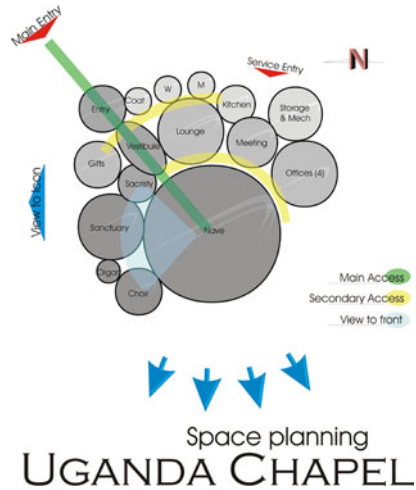 Main Entry
Service Entry
N
W
M
Coat
Kitchen
Entry
Storage
& Mech
Lounge
Vestibule
Meeting
Gifts
Offices (4)
Sacristy
View to Icon
Sanctuary
Nave
Organ
Choir
Main Access
Secondary Access
View to front
Space planning
UGANDA CHAPEL